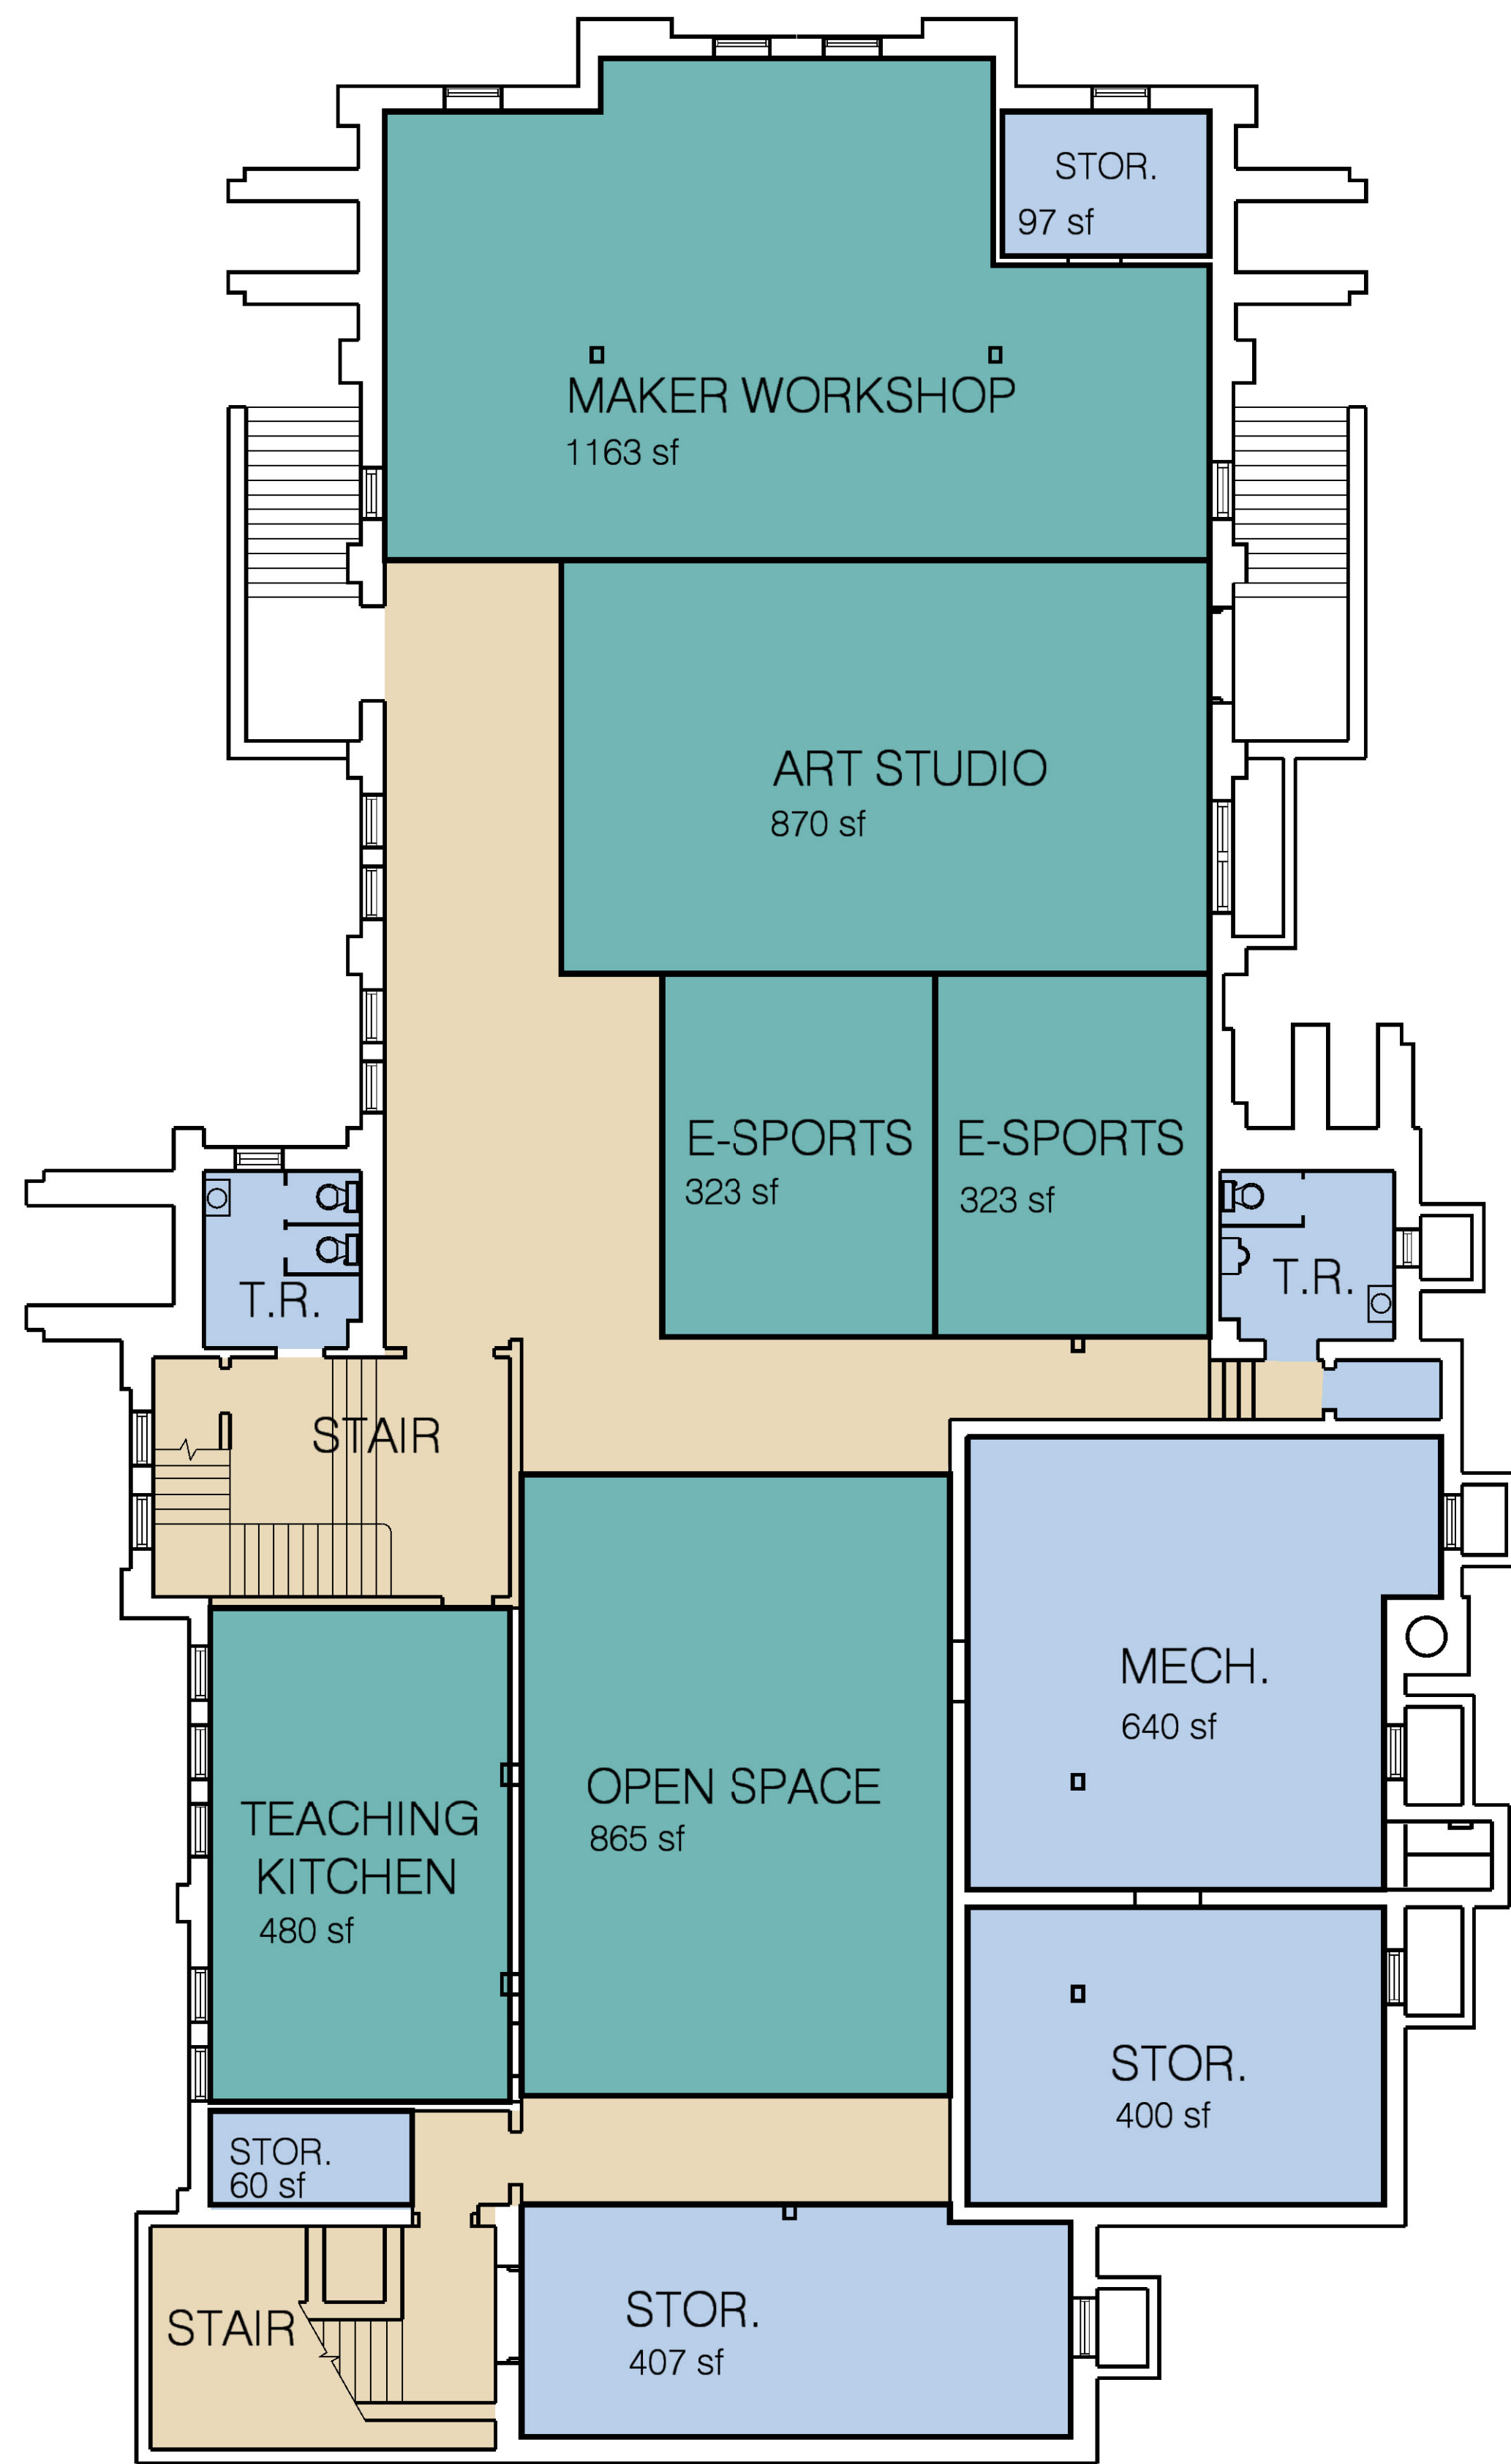 STOR.
97 sf
MAKER WORKSHOP
1163 sf
ART STUDIO
870 sf
E-SPORTS
323 sf
E-SPORTS
323 sf
T.R.
T.R.
STAIR
MECH.
640 sf
OPEN SPACE
865 sf
TEACHING
KITCHEN
480 sf
STOR.
400 sf
STOR.
60 sf
STAIR
STOR.
407 sf